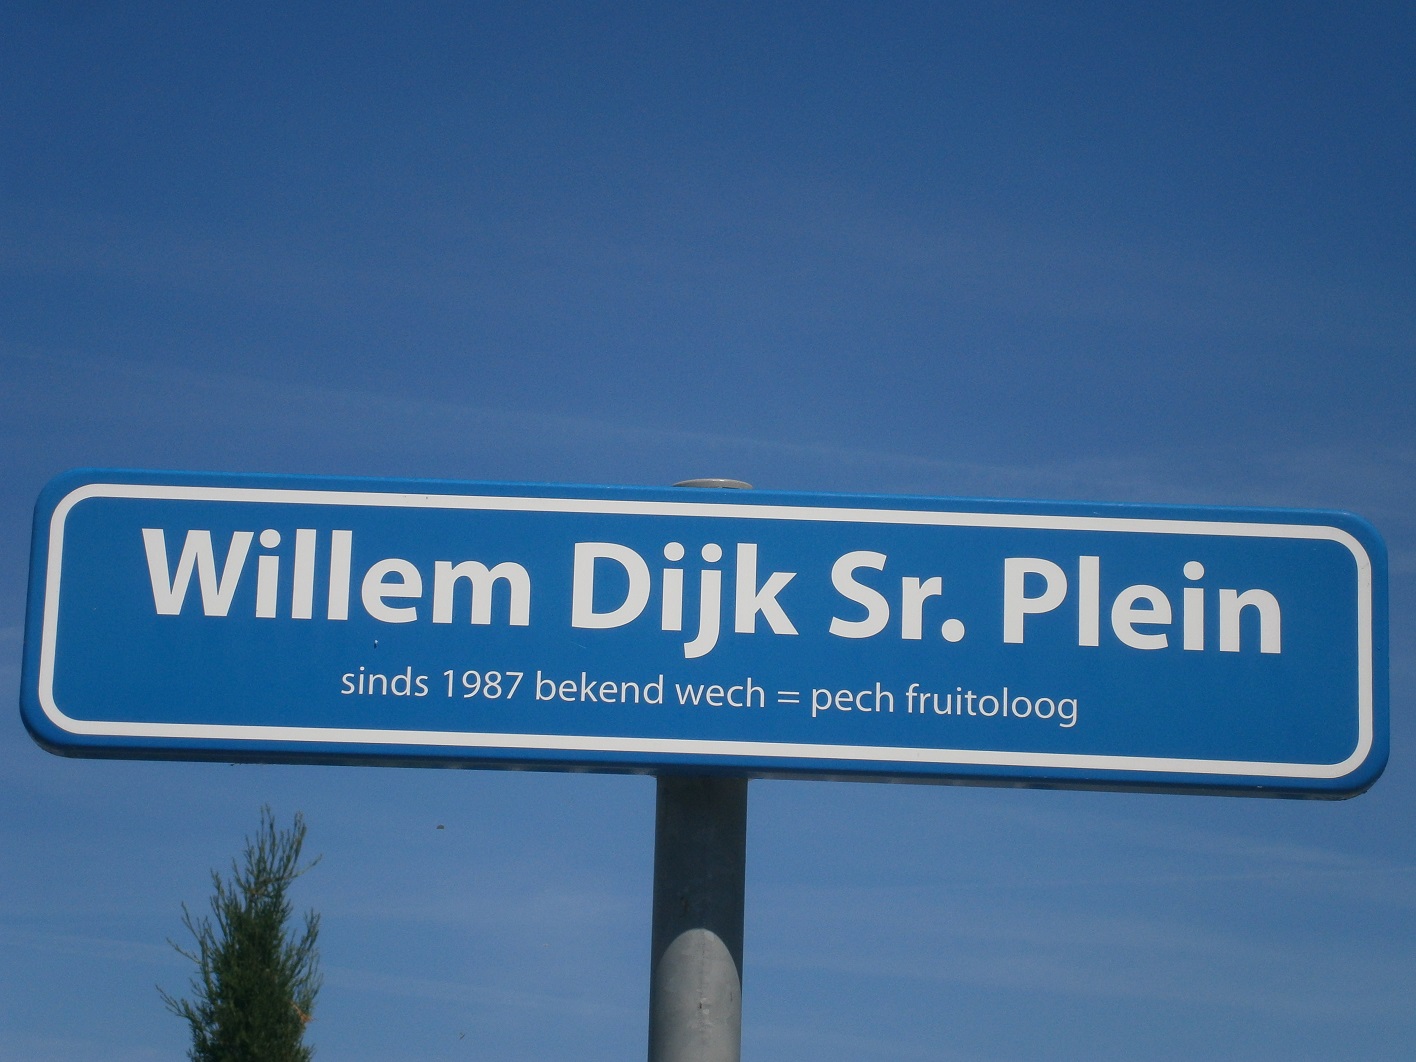 Willem Dijk Sr. Plein
sinds 1987 bekend wech = pech fruitoloog